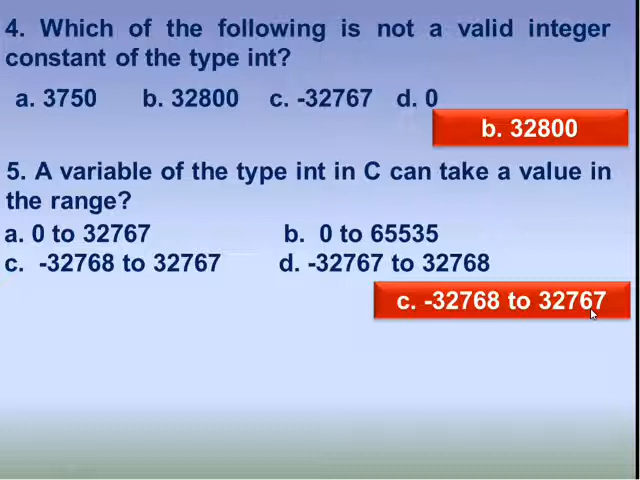 4. Which of the following is not a valid integer
constant of the type int?
a. 3750 b. 32800 c. -32767 d. 0
b. 32800
5. A variable of the type int in C can take a value in
the range?
a. 0 to 32767 b. 0 to 65535
c. -32768 to 32767 d. -32767 to 32768
c. -32768 to 32767